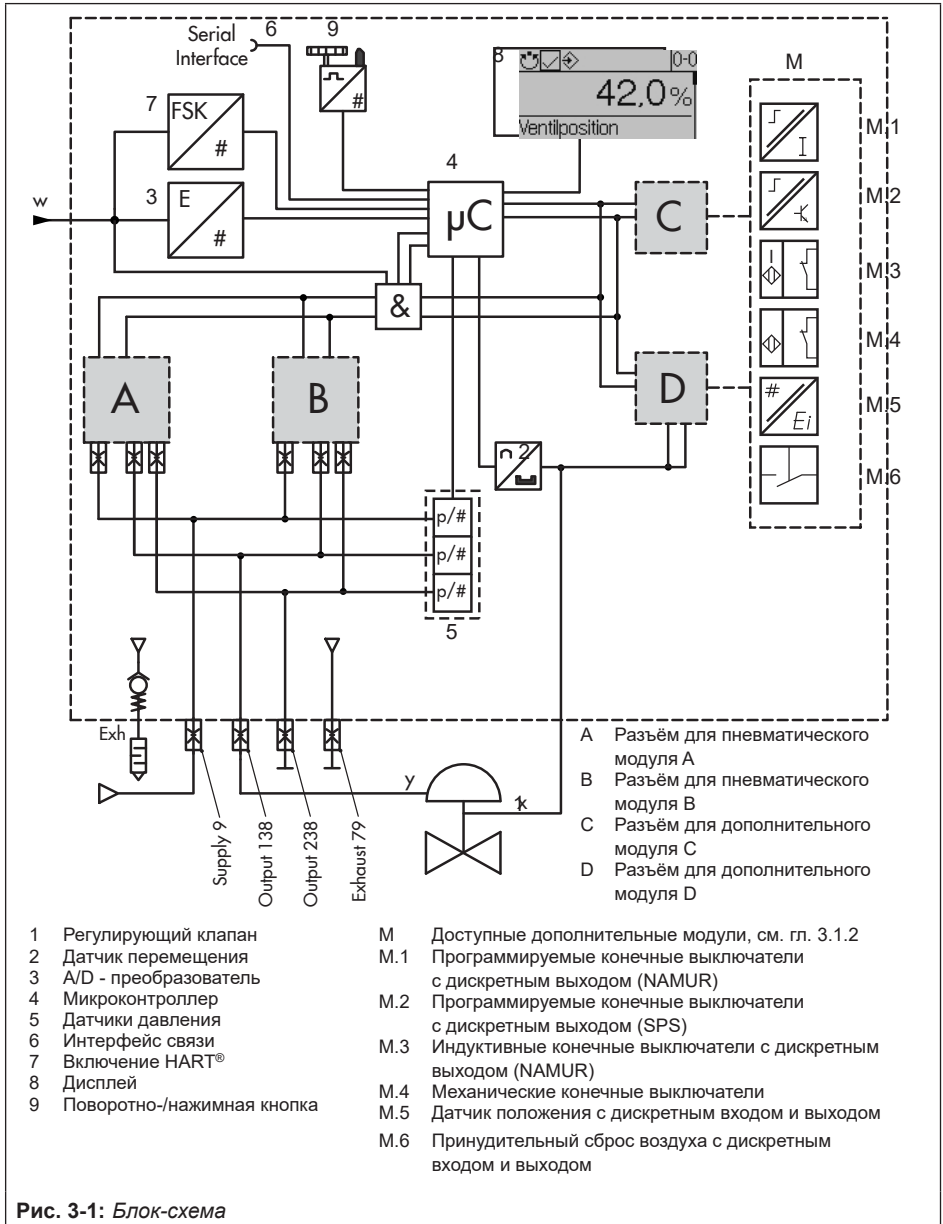 Serial
Interface
6
9
#
8
0-0
42,0%
Ventilposition
M
7
FSK
#
M.1
I
4
w
3
E
#
µC
C
M.2
M.3
&
M.4
A
B
D
#
Ei
M.5
2
M.6
p/#
p/#
p/#
5
Exh
Supply 9
Output 138
Output 238
Exhaust 79
y
1
x
A Разъём для пневматического
модуля A
B Разъём для пневматического
модуля B
C Разъём для дополнительного
модуля C
D Разъём для дополнительного
модуля D
1 Регулирующий клапан
2 Датчик перемещения
3 A/D - преобразователь
4 Микроконтроллер
5 Датчики давления
6 Интерфейс связи
7 Включение HART®
8 Дисплей
9 Поворотно-/нажимная кнопка
M Доступные дополнительные модули, см. гл. 3.1.2
M.1 Программируемые конечные выключатели
с дискретным выходом (NAMUR)
M.2 Программируемые конечные выключатели
с дискретным выходом (SPS)
M.3 Индуктивные конечные выключатели с дискретным
выходом (NAMUR)
M.4 Механические конечные выключатели
M.5 Датчик положения с дискретным входом и выходом
M.6 Принудительный сброс воздуха с дискретным
входом и выходом
Рис. 3-1: Блок-схема